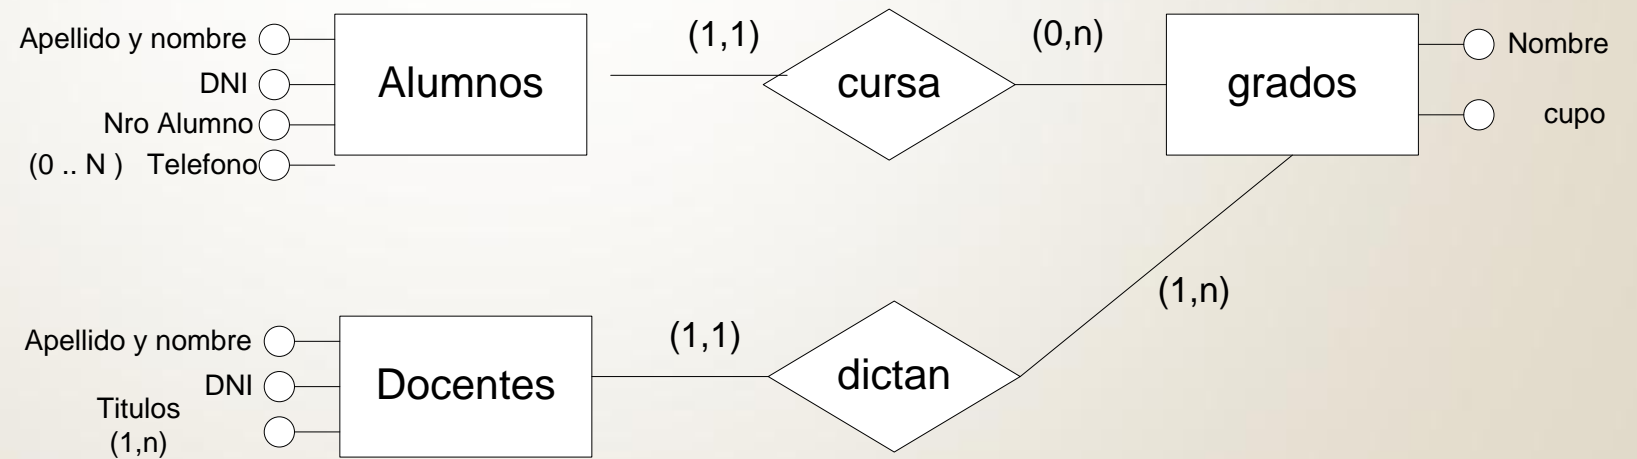 Apellido y nombre
DNI
Nro Alumno
(0 .. N ) Telefono
Alumnos
(1,1)
cursa
(0,n)
grados
Nombre
cupo
Apellido y nombre
DNI
Titulos
(1,n)
Docentes
(1,1)
dictan
(1,n)